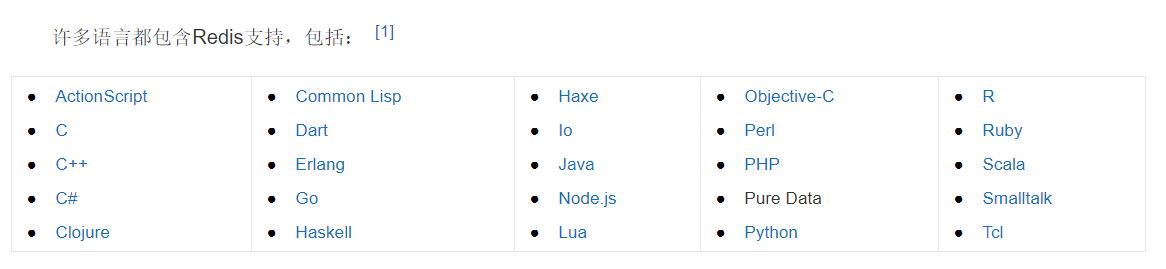 许多语言都包含Redis支持，包括： [1]
ActionScript Common Lisp Haxe Objective-C R
C Dart Io Perl Ruby
C++ Erlang Java PHP Scala
C# Go Node.js Pure Data Smalltalk
Clojure Haskell Lua Python Tcl